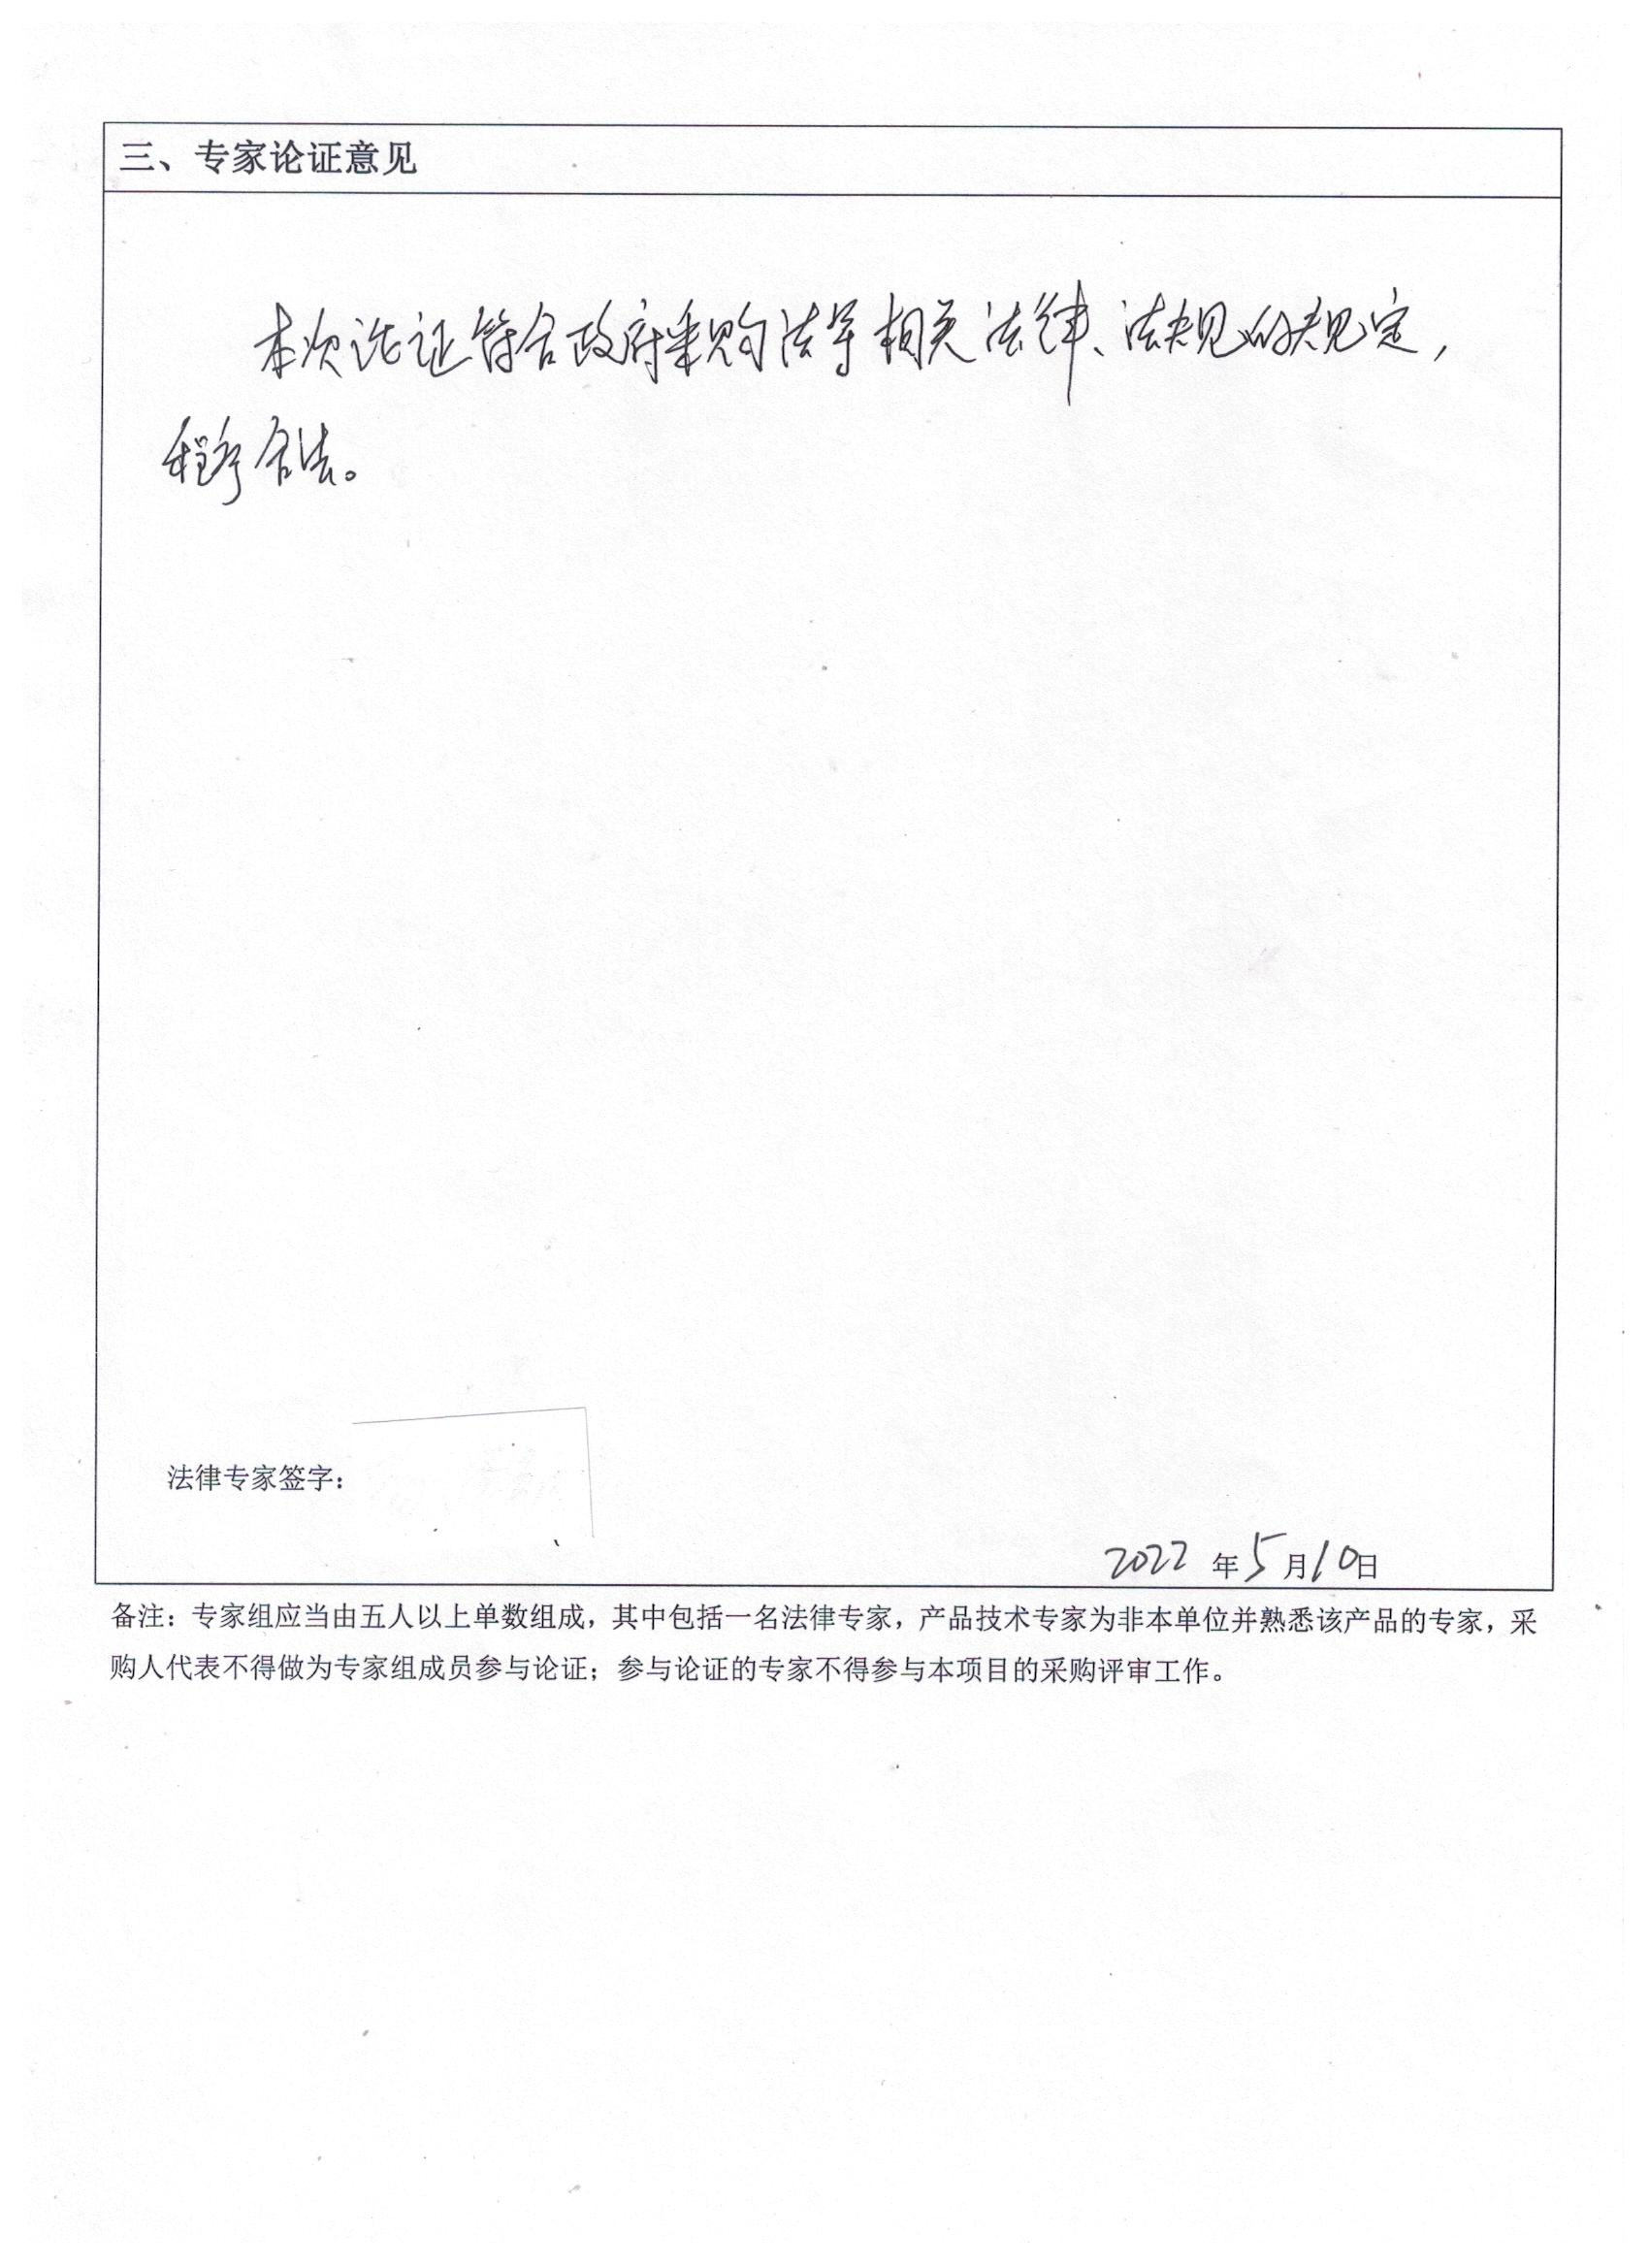 三、专家论证意见
本次论证符合政府采购法等相关法律、法规的规定，
程序合法。
法律专家签字：
2022年5月10日
备注：专家组应当由五人以上单数组成，其中包括一名法律专家，产品技术专家为非本单位并熟悉该产品的专家，采
购人代表不得做为专家组成员参与论证；参与论证的专家不得参与本项目的采购评审工作。